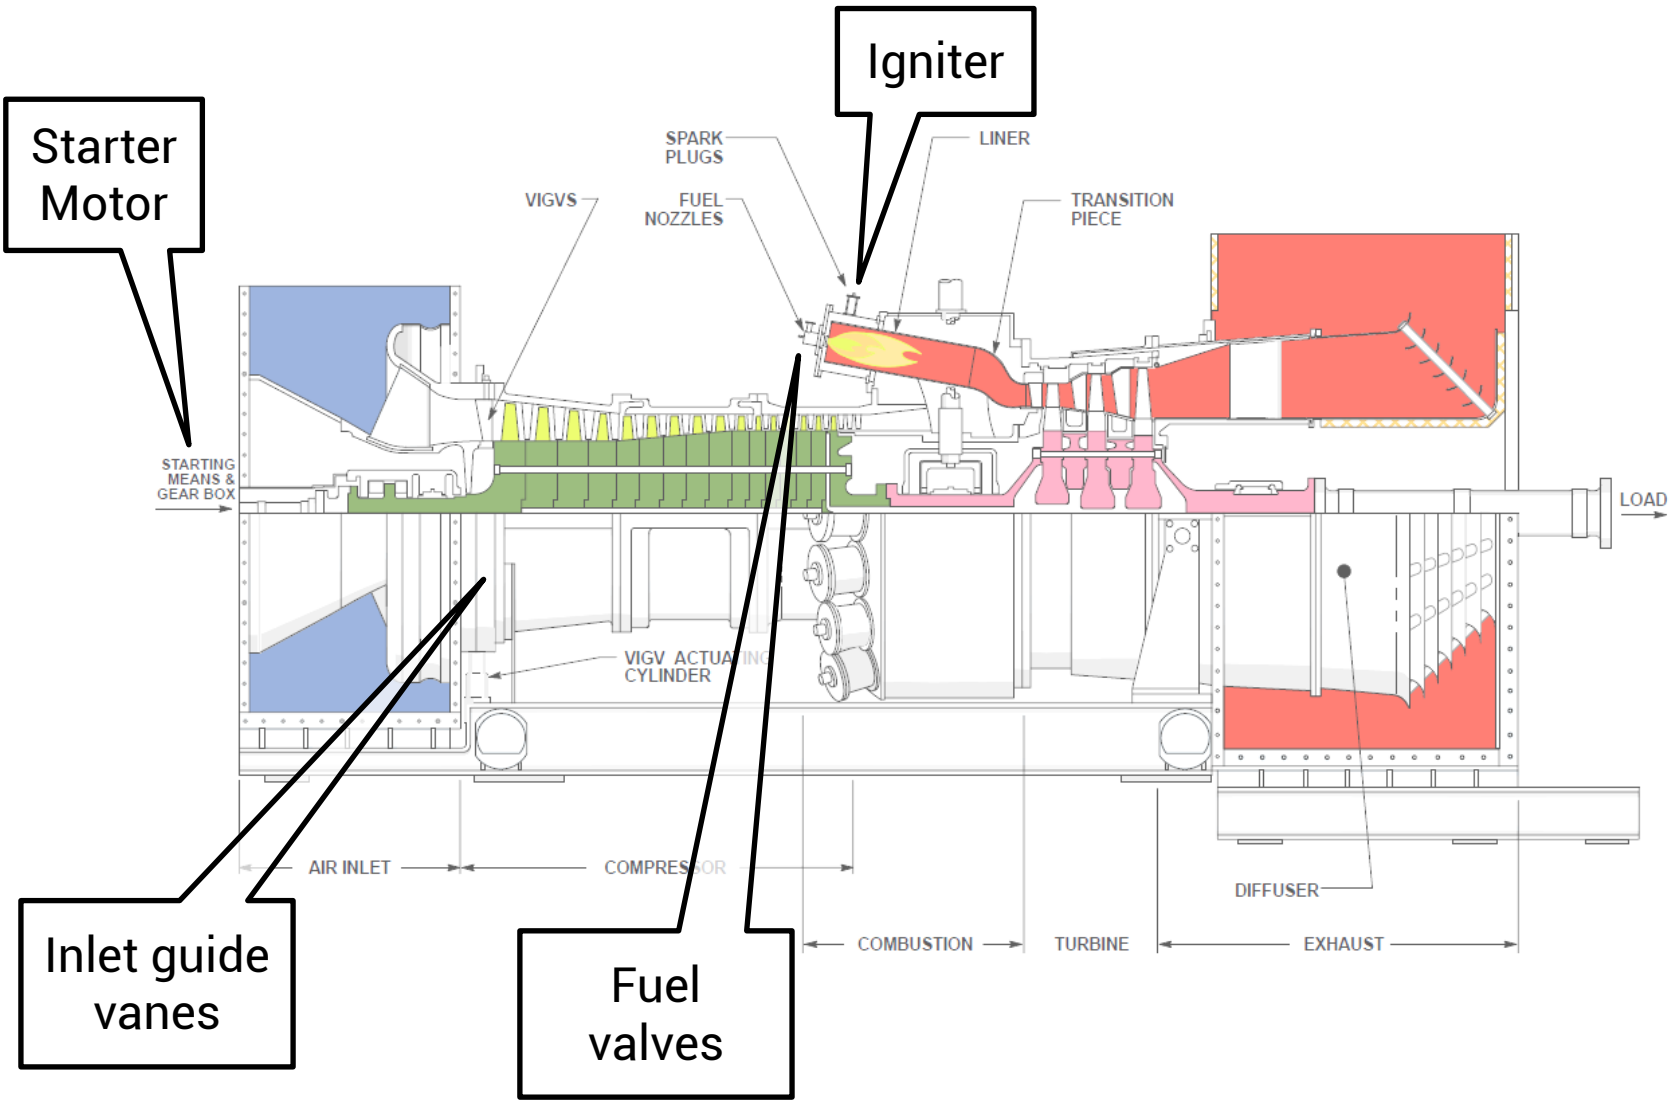 Igniter
Starter
Motor
SPARK
PLUGS
LINER
VIGVS
FUEL
NOZZLES
TRANSITION
PIECE
STARTING
MEANS &
GEAR BOX
LOAD
VIGV ACTUATING
CYLINDER
AIR INLET
COMPRESSOR
DIFFUSER
COMBUSTION
TURBINE
EXHAUST
Inlet guide
vanes
Fuel
valves